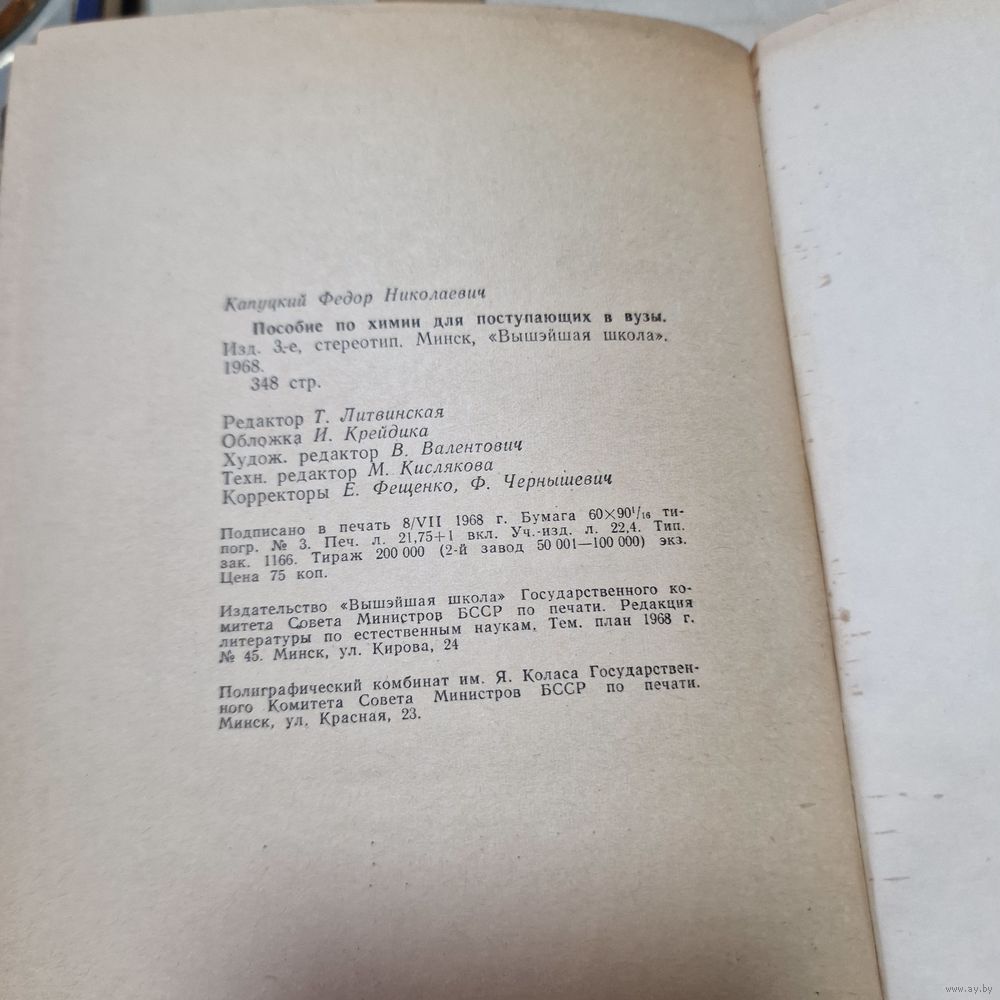 Капуцкий Федор Николаевич
Пособие по химии для поступающих в вузы.
Изд. 3-е, стереотип. Минск, «Вышэйшая школа».
1968.
348 стр.
Редактор Т. Литвинская
Обложка И. Крейдика
Худож. редактор В. Валентович
Техн. редактор М. Кислякова
Корректоры Е. Фещенко, Ф. Чернышевич
Подписано в печать 8/VII 1968 г. Бумага 60×90¹/₁₆ ти-
погр. № 3. Печ. л. 21,75+1 вкл. Уч.-изд. л. 22,4. Тип.
зак. 1166. Тираж 200 000 (2-й завод 50 001—100 000) экз.
Цена 75 коп.
Издательство «Вышэйшая школа» Государственного ко-
митета Совета Министров БССР по печати. Редакция
литературы по естественным наукам. Тем. план 1968 г.
№ 45. Минск, ул. Кирова, 24
Полиграфический комбинат им. Я. Коласа Государствен-
ного Комитета Совета Министров БССР по печати.
Минск, ул. Красная, 23.
www.ay.by